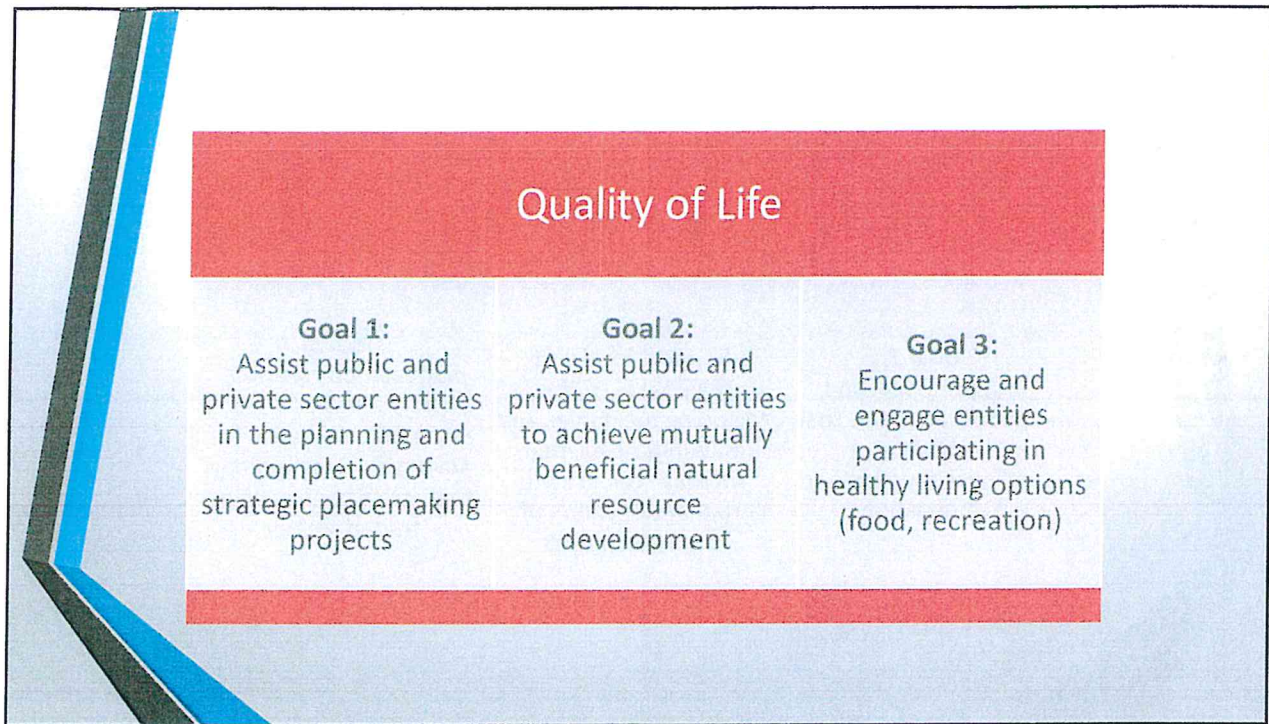 Quality of Life
Goal 1:
Assist public and
private sector entities
in the planning and
completion of
strategic placemaking
projects
Goal 2:
Assist public and
private sector entities
to achieve mutually
beneficial natural
resource
development
Goal 3:
Encourage and
engage entities
participating in
healthy living options
(food, recreation)